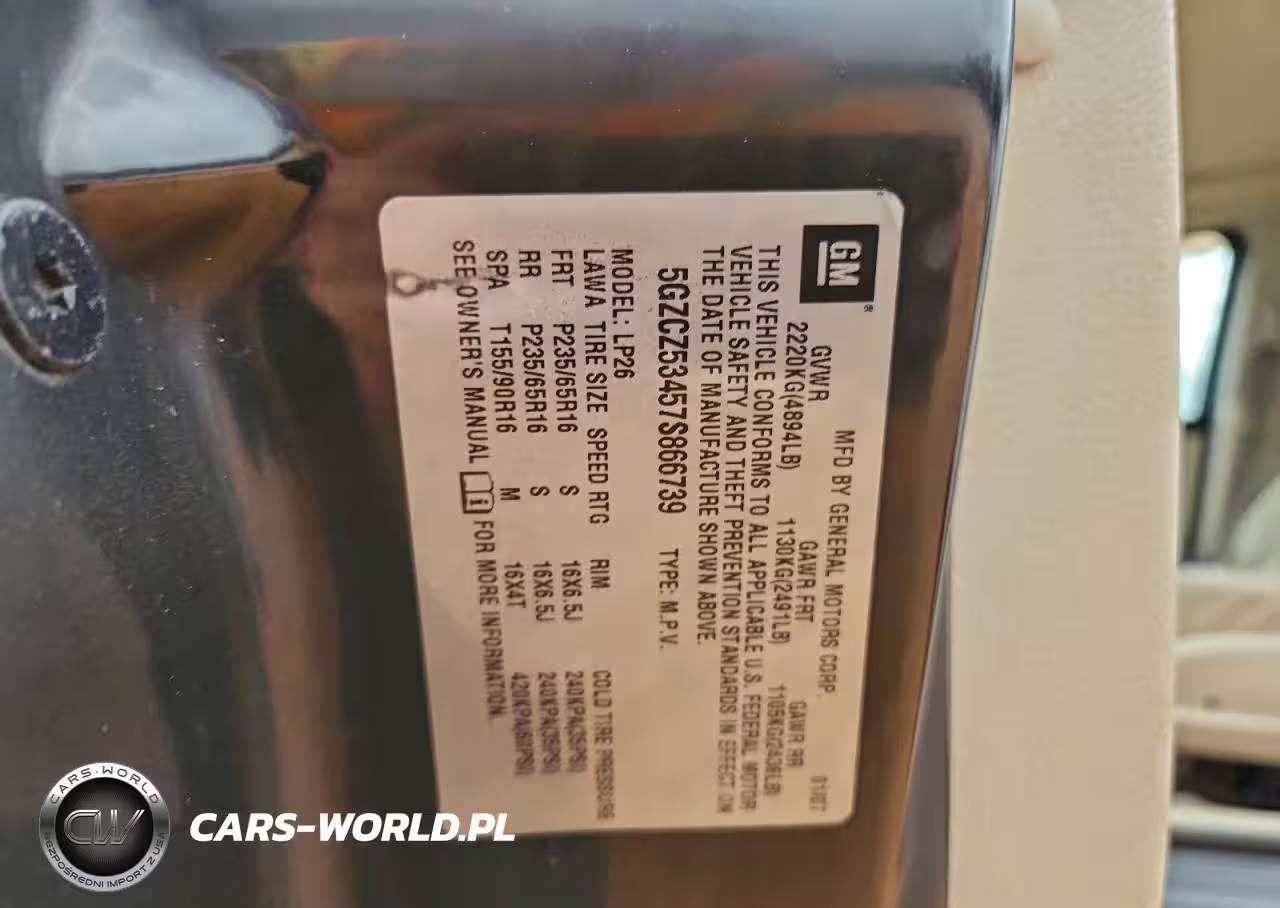 GM
MFD BY GENERAL MOTORS CORP. 01/07
GVWR GAWR FRT GAWR RR
2220KG(4894LB) 1130KG(2491LB) 1105KG(2436LB)
THIS VEHICLE CONFORMS TO ALL APPLICABLE U.S. FEDERAL MOTOR
VEHICLE SAFETY AND THEFT PREVENTION STANDARDS IN EFFECT ON
THE DATE OF MANUFACTURE SHOWN ABOVE.
5GZCZ53457S866739 TYPE: M.P.V.
MODEL: LP26
LAWA TIRE SIZE SPEED RTG RIM COLD TIRE PRESSURE
FRT P235/65R16 S 16X6.5J 240KPA(35PSI)
RR P235/65R16 S 16X6.5J 240KPA(35PSI)
SPA T155/90R16 M 16X4T 420KPA(60PSI)
SEE OWNER'S MANUAL i FOR MORE INFORMATION.
CARS-WORLD
CW
BEZPOŚREDNI IMPORT Z USA
CARS-WORLD.PL